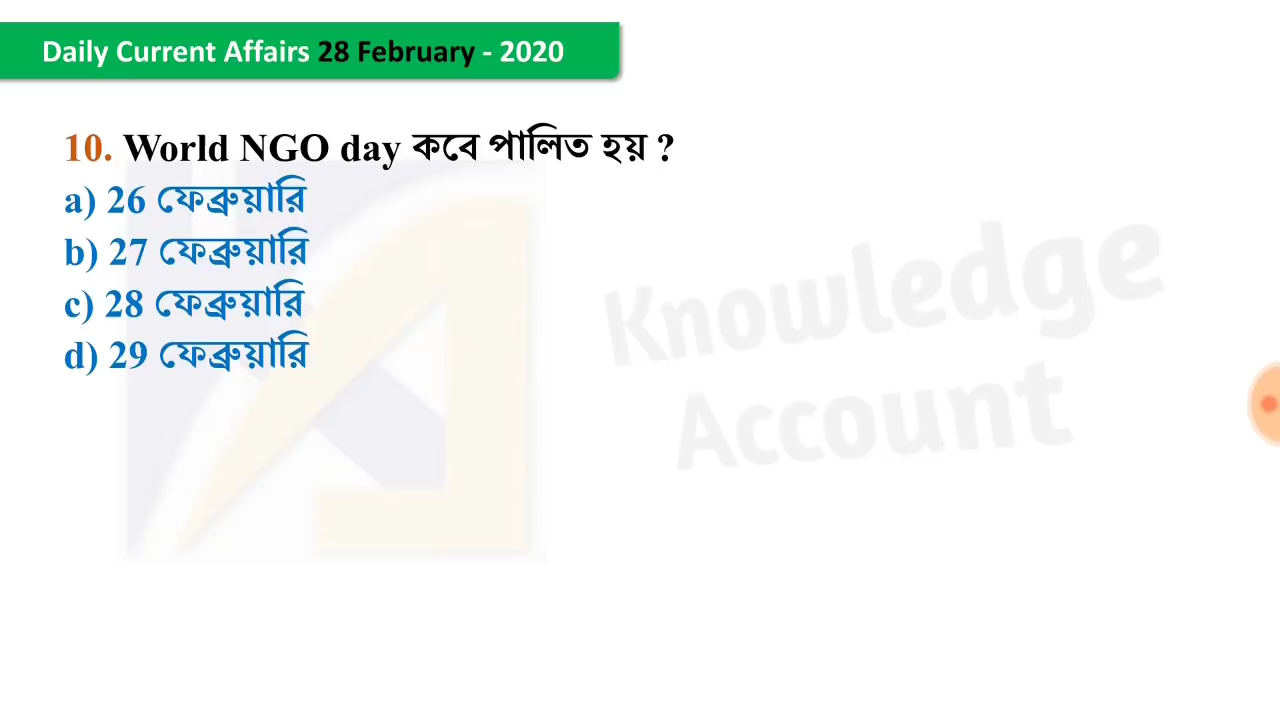 Daily Current Affairs 28 February - 2020
10. World NGO day কবে পালিত হয় ?
a) 26 ফেব্রুয়ারি
b) 27 ফেব্রুয়ারি
c) 28 ফেব্রুয়ারি
d) 29 ফেব্রুয়ারি
Knowledge
Account